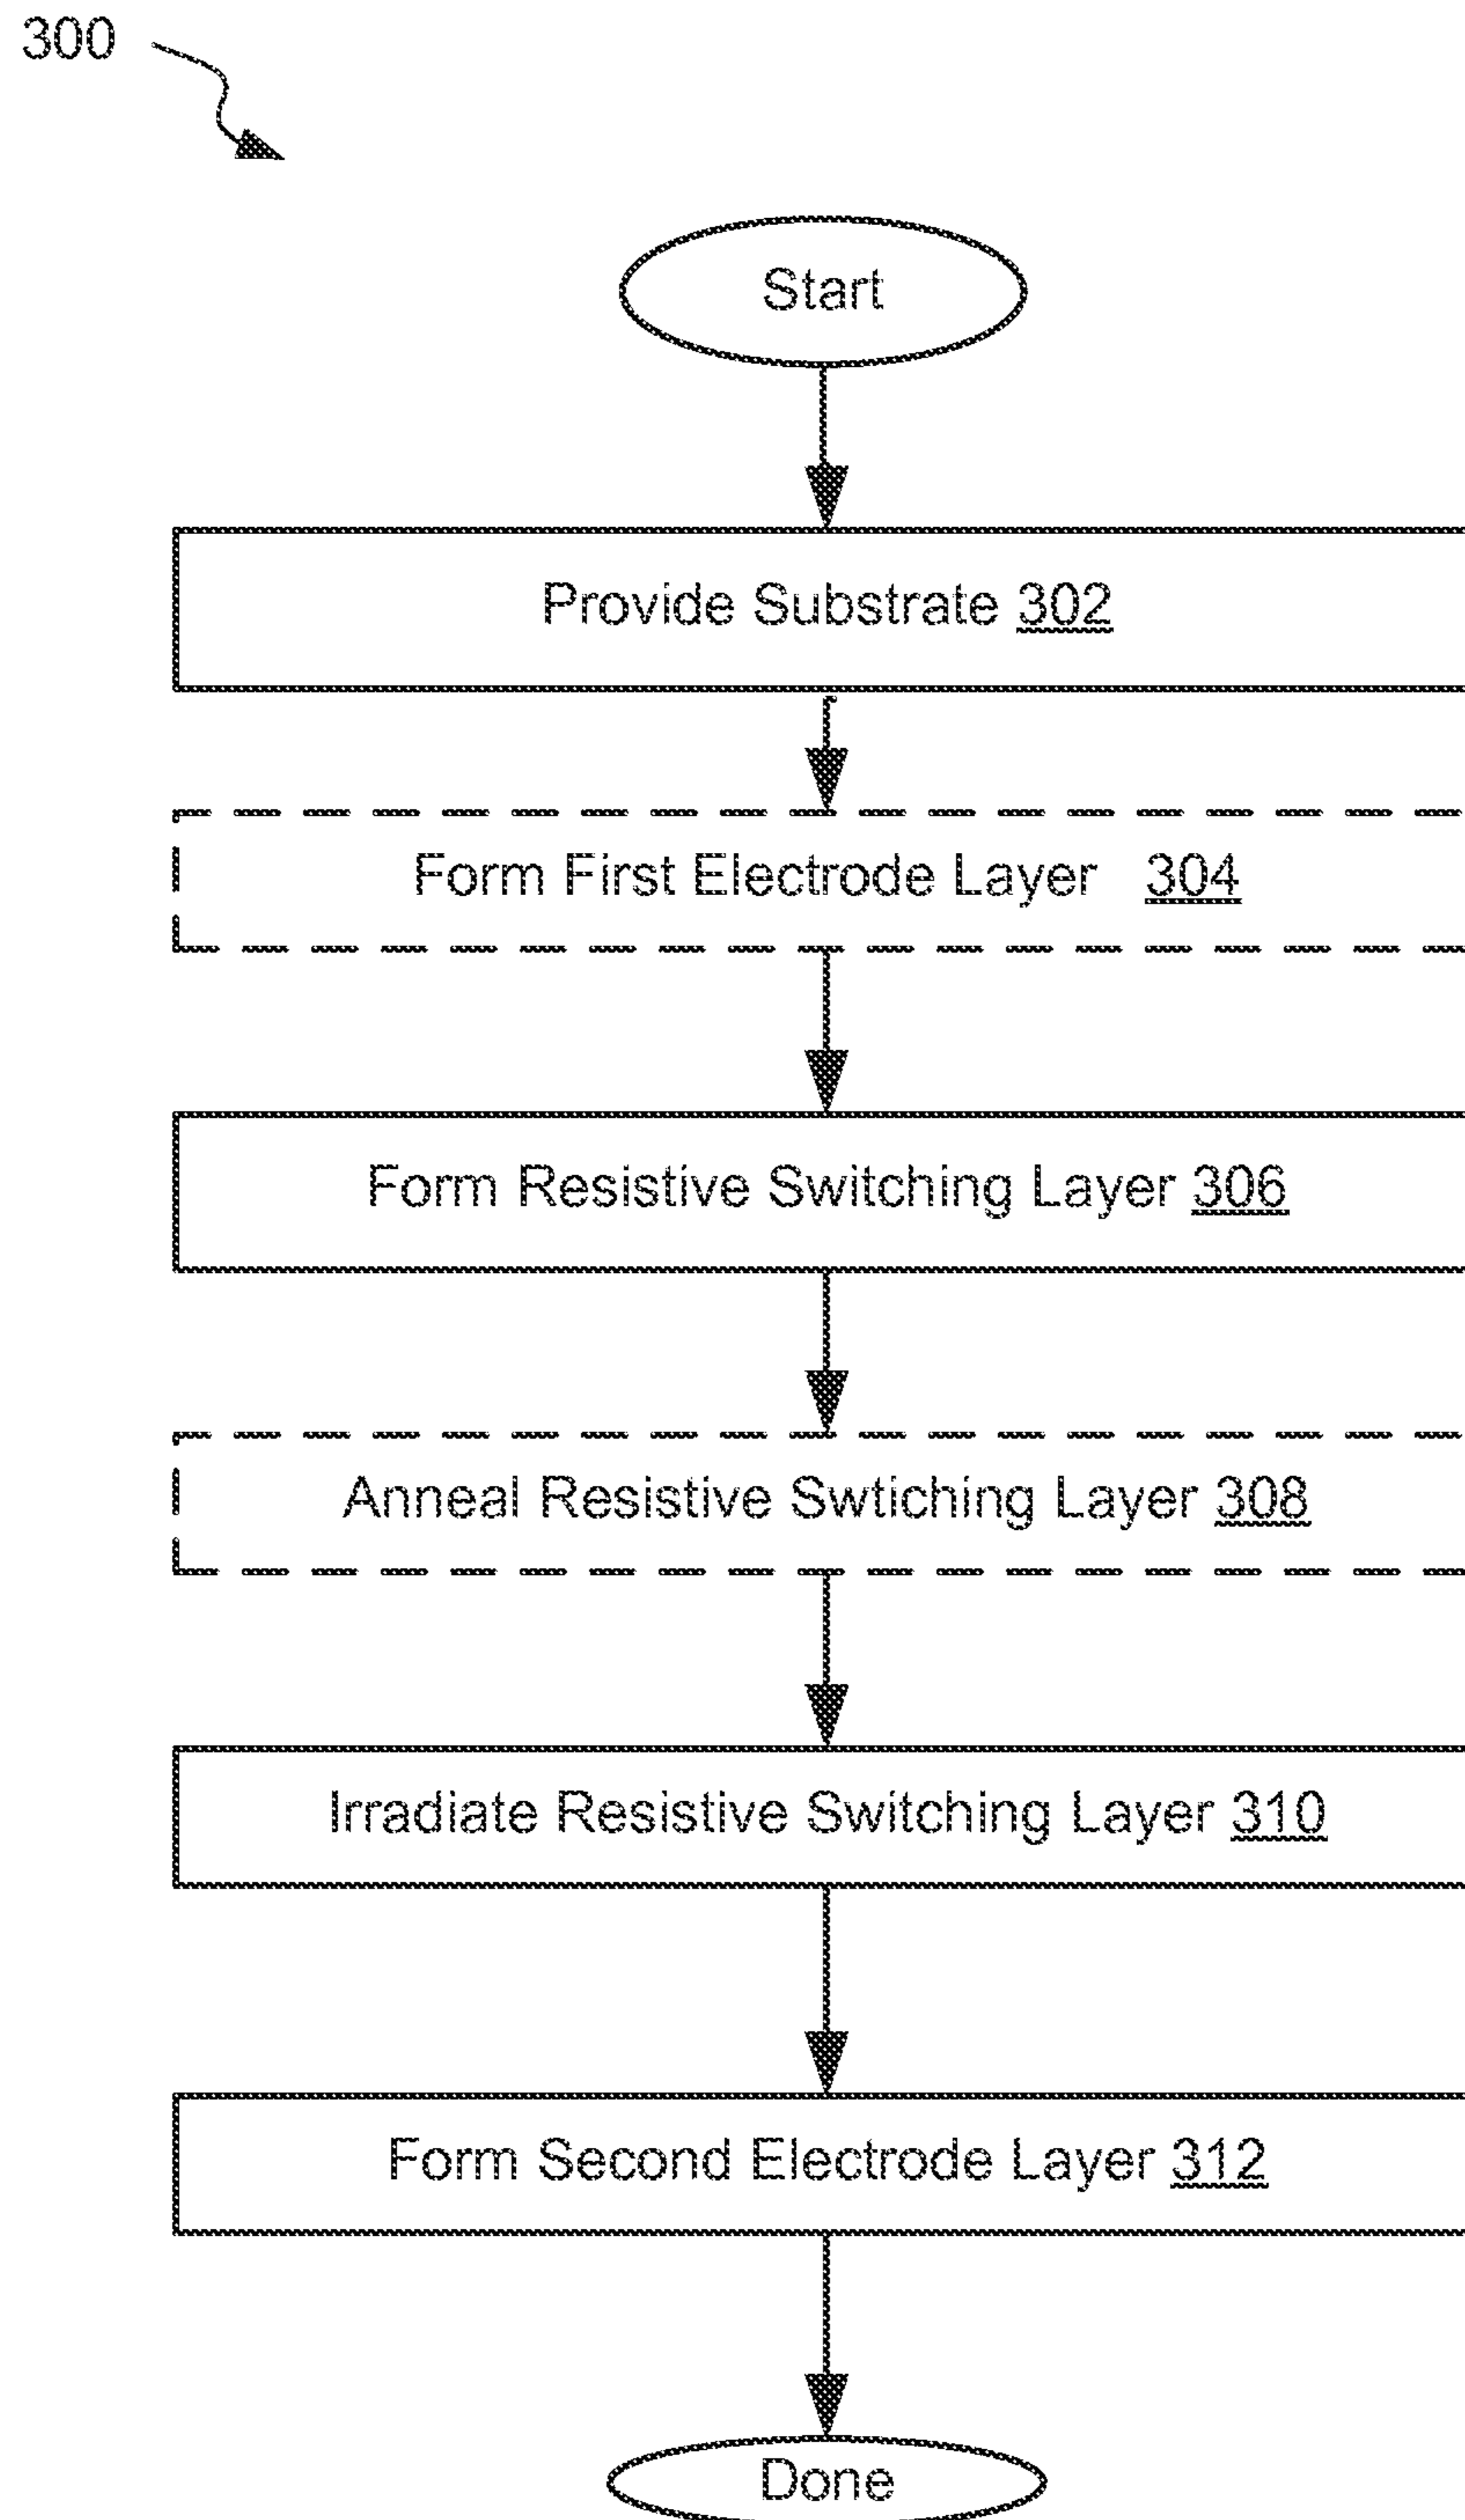 300
Start
Provide Substrate 302
Form First Electrode Layer 304
Form Resistive Switching Layer 306
Anneal Resistive Swtiching Layer 308
Irradiate Resistive Switching Layer 310
Form Second Electrode Layer 312
Done